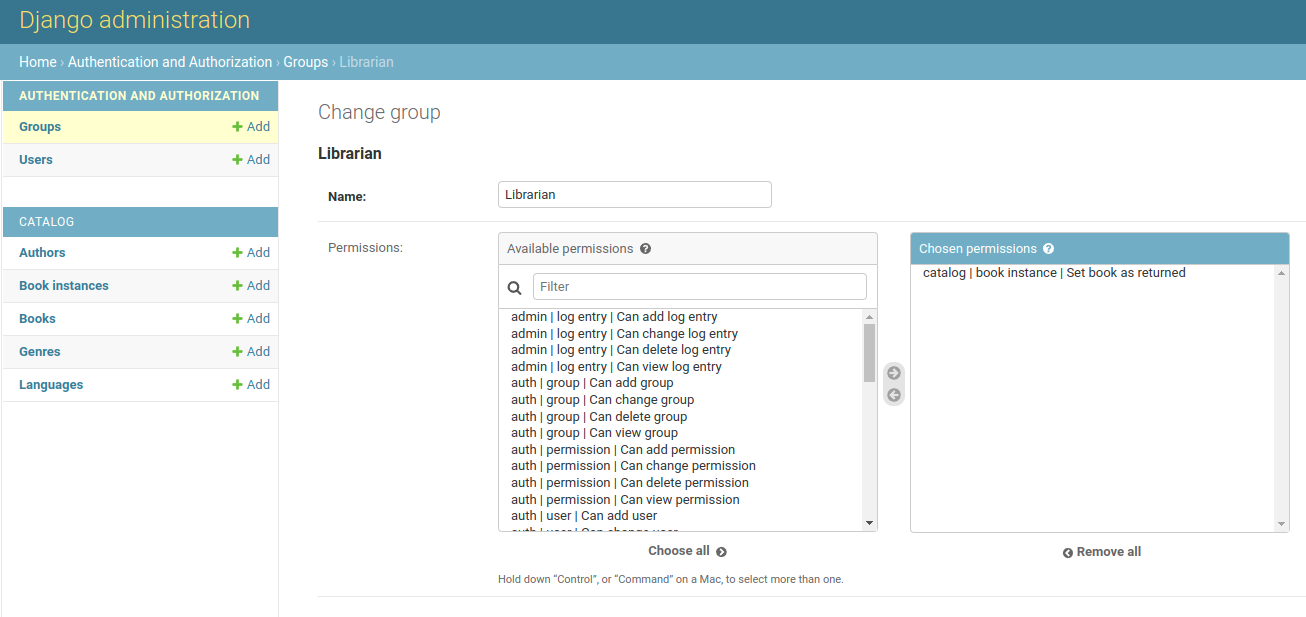 Django administration
Home › Authentication and Authorization › Groups › Librarian
AUTHENTICATION AND AUTHORIZATION
Groups + Add
Users + Add
CATALOG
Authors + Add
Book instances + Add
Books + Add
Genres + Add
Languages + Add
Change group
Librarian
Name: Librarian
Permissions:
Available permissions ?
Filter
admin | log entry | Can add log entry
admin | log entry | Can change log entry
admin | log entry | Can delete log entry
admin | log entry | Can view log entry
auth | group | Can add group
auth | group | Can change group
auth | group | Can delete group
auth | group | Can view group
auth | permission | Can add permission
auth | permission | Can change permission
auth | permission | Can delete permission
auth | permission | Can view permission
auth | user | Can add user
auth | user | Can change user
Choose all
Chosen permissions ?
catalog | book instance | Set book as returned
Remove all
Hold down “Control”, or “Command” on a Mac, to select more than one.